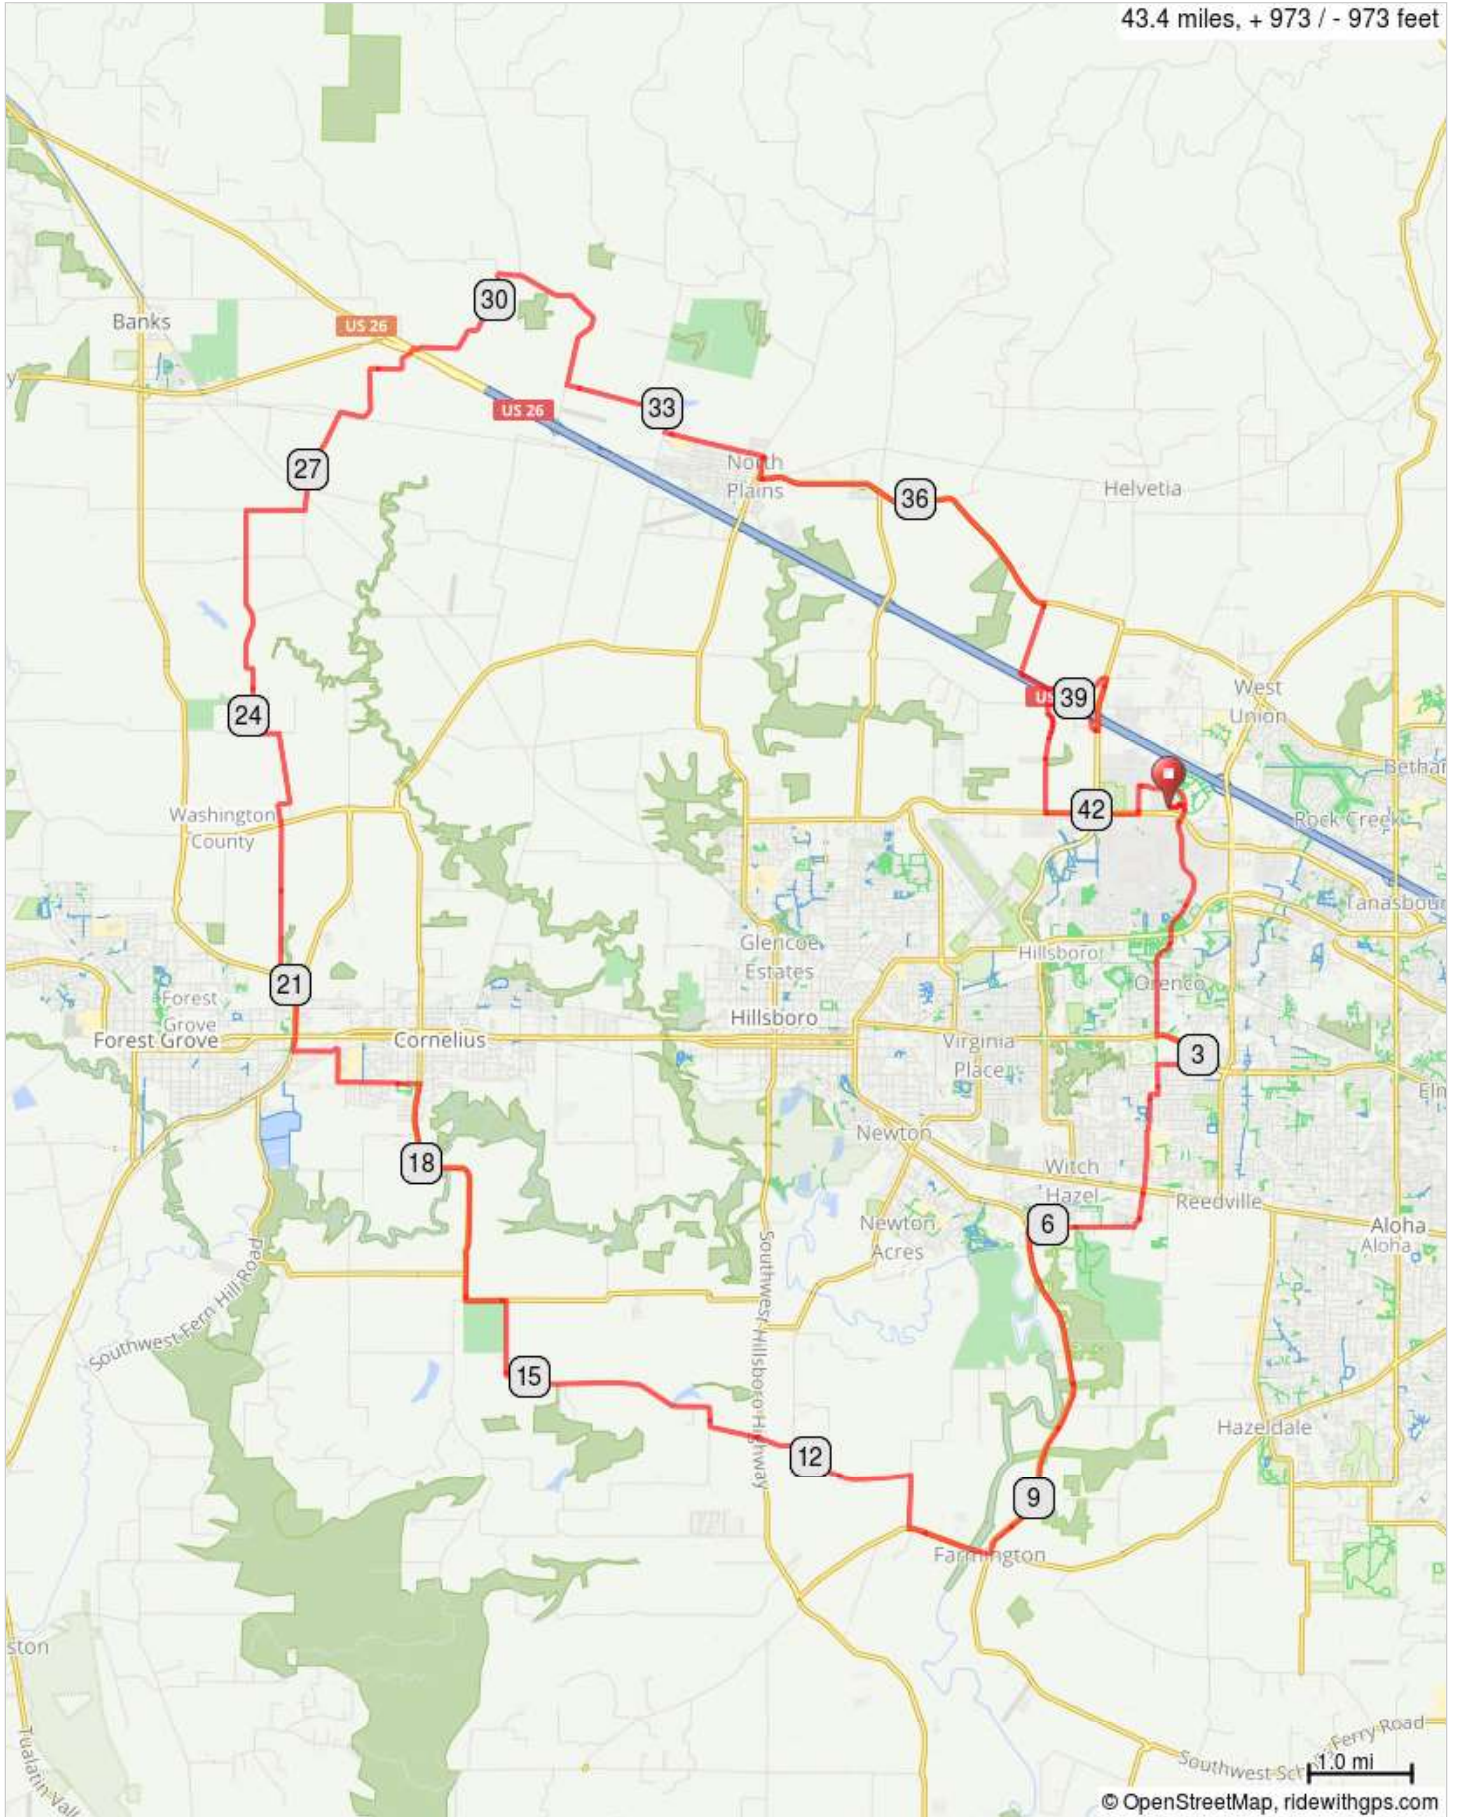 43.4 miles, + 973 / - 973 feet
30
Banks
US 26
US 26
33
27
North
Plains
36
Helvetia
39
24
West
Union
Washington
County
42
Rock Creek
Glencoe
Estates
Hillsboro
Orenco
21
Forest
Grove
Forest Grove
Cornelius
Hillsboro
Virginia
Place
3
Newton
18
Witch
Hazel
Reedville
6
Newton
Acres
Aloha
Aloha
Southwest Fern Hill Road
Southwest Hillsboro Highway
15
Hazeldale
12
9
Farmington
ston
Ferry Road
Southwest Sc
1.0 mi
© OpenStreetMap, ridewithgps.com